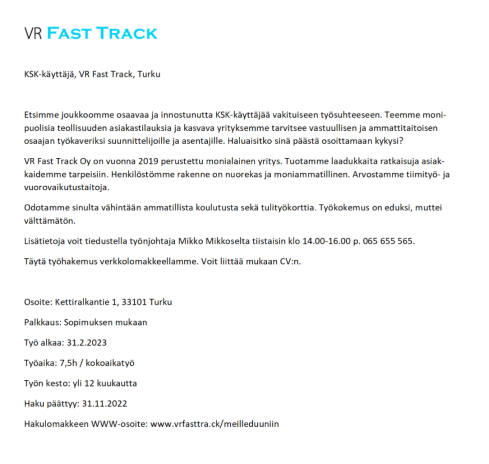 VR FAST TRACK
KSK-käyttäjä, VR Fast Track, Turku
Etsimme joukkoomme osaavaa ja innostunutta KSK-käyttäjää vakituiseen työsuhteeseen. Teemme moni-
puolisia teollisuuden asiakastilauksia ja kasvava yrityksemme tarvitsee vastuullisen ja ammattitaitoisen
osaajan työkaveriksi suunnittelijoille ja asentajille. Haluaisitko sinä päästä osoittamaan kykysi?
VR Fast Track Oy on vuonna 2019 perustettu monialainen yritys. Tuotamme laadukkaita ratkaisuja asiak-
kaidemme tarpeisiin. Henkilöstömme rakenne on nuorekas ja moniammatillinen. Arvostamme tiimityö- ja
vuorovaikutustaitoja.
Odotamme sinulta vähintään ammatillista koulutusta sekä tulityökorttia. Työkokemus on eduksi, muttei
välttämätön.
Lisätietoja voit tiedustella työnjohtaja Mikko Mikkoselta tiistaisin klo 14.00-16.00 p. 065 655 565.
Täytä työhakemus verkkolomakkeellamme. Voit liittää mukaan CV:n.
Osoite: Kettiralkantie 1, 33101 Turku
Palkkaus: Sopimuksen mukaan
Työ alkaa: 31.2.2023
Työaika: 7,5h / kokoaikatyö
Työn kesto: yli 12 kuukautta
Haku päättyy: 31.11.2022
Hakulomakkeen WWW-osoite: www.vrfasttra.ck/meilleduuniin